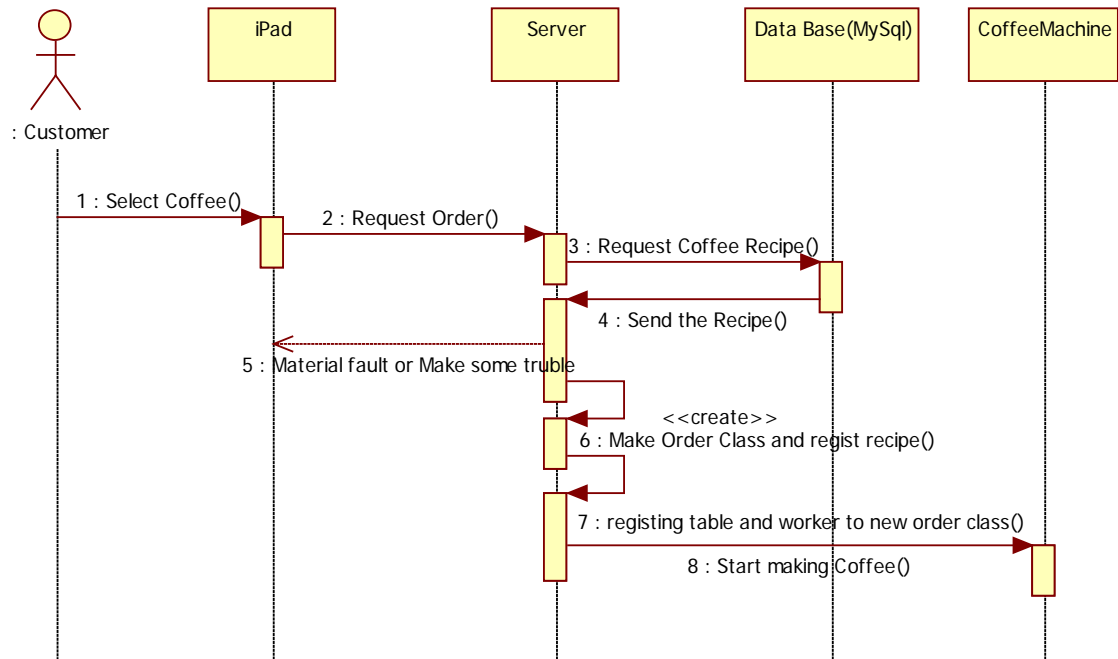 iPad
Server
Data Base(MySql)
CoffeeMachine
: Customer
1 : Select Coffee()
2 : Request Order()
3 : Request Coffee Recipe()
4 : Send the Recipe()
5 : Material fault or Make some truble
<<create>>
6 : Make Order Class and regist recipe()
7 : registing table and worker to new order class()
8 : Start making Coffee()